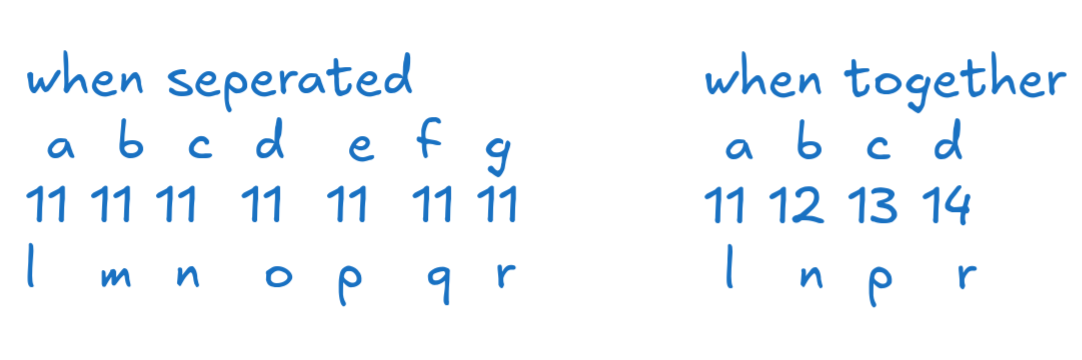 when seperated
a b c d e f g
11 11 11 11 11 11 11
l m n o p q r
when together
a b c d
11 12 13 14
l n p r